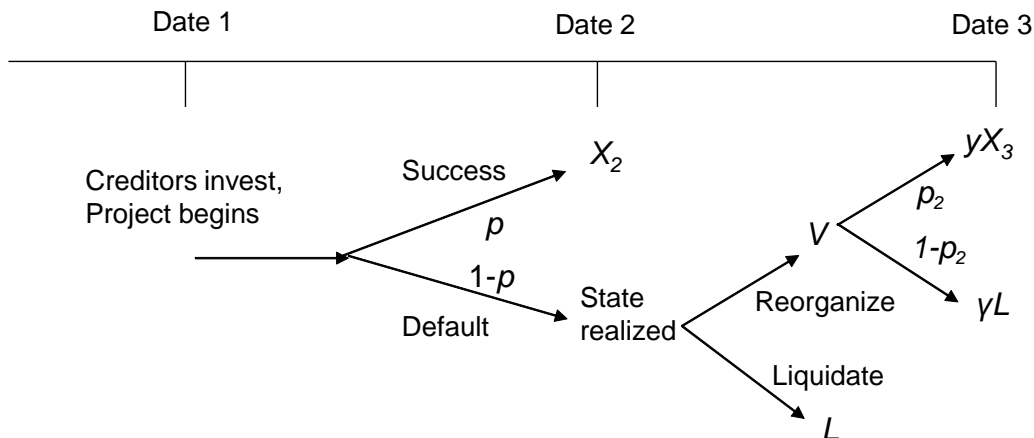 Date 1
Date 2
Date 3
Creditors invest,
Project begins
Success
p
1-p
Default
X2
State
realized
Reorganize
Liquidate
V
L
p2
1-p2
yX3
γL